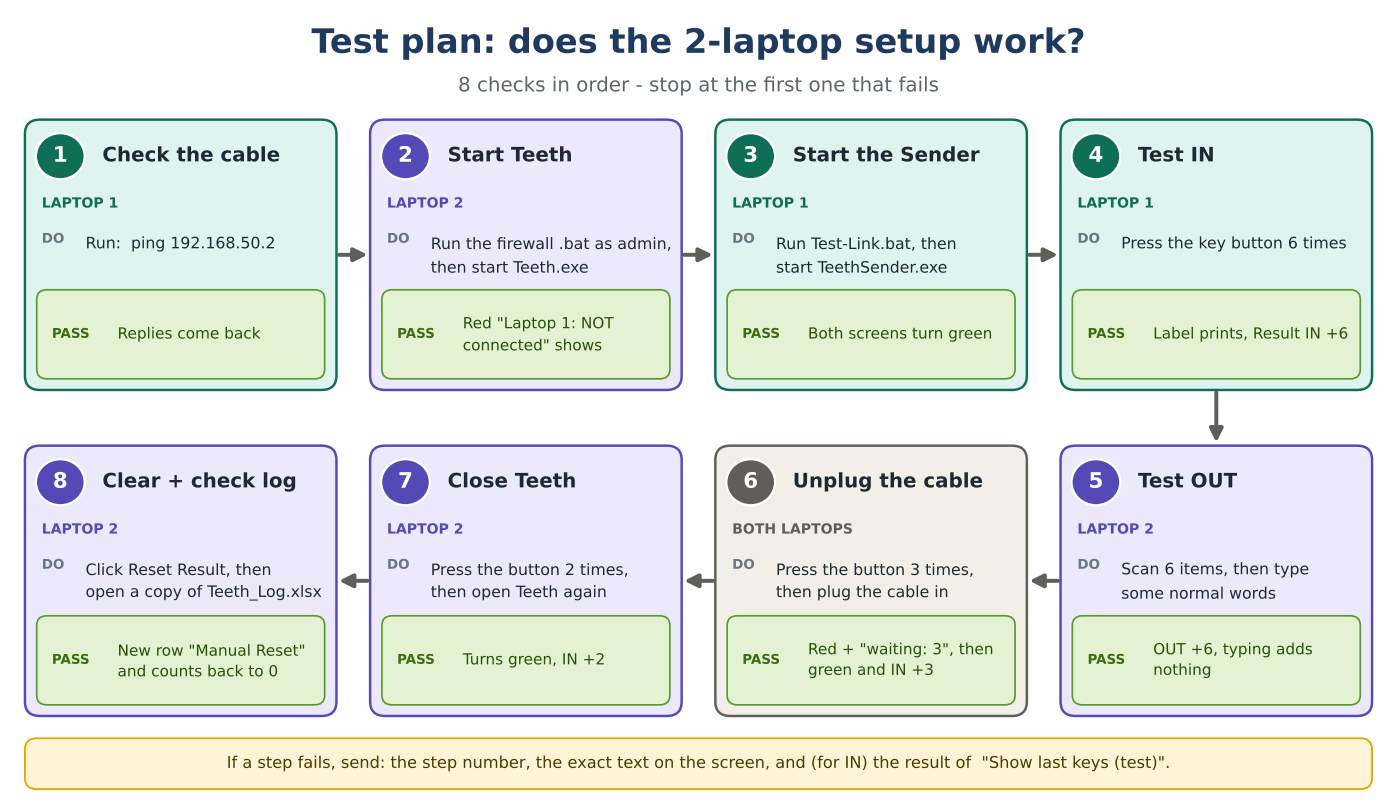 Test plan: does the 2-laptop setup work?
8 checks in order - stop at the first one that fails
1 Check the cable
LAPTOP 1
DO Run:  ping 192.168.50.2
PASS Replies come back
2 Start Teeth
LAPTOP 2
DO Run the firewall .bat as admin,
then start Teeth.exe
PASS Red "Laptop 1: NOT
connected" shows
3 Start the Sender
LAPTOP 1
DO Run Test-Link.bat, then
start TeethSender.exe
PASS Both screens turn green
4 Test IN
LAPTOP 1
DO Press the key button 6 times
PASS Label prints, Result IN +6
5 Test OUT
LAPTOP 2
DO Scan 6 items, then type
some normal words
PASS OUT +6, typing adds
nothing
6 Unplug the cable
BOTH LAPTOPS
DO Press the button 3 times,
then plug the cable in
PASS Red + "waiting: 3", then
green and IN +3
7 Close Teeth
LAPTOP 2
DO Press the button 2 times,
then open Teeth again
PASS Turns green, IN +2
8 Clear + check log
LAPTOP 2
DO Click Reset Result, then
open a copy of Teeth_Log.xlsx
PASS New row "Manual Reset"
and counts back to 0
If a step fails, send: the step number, the exact text on the screen, and (for IN) the result of  "Show last keys (test)".